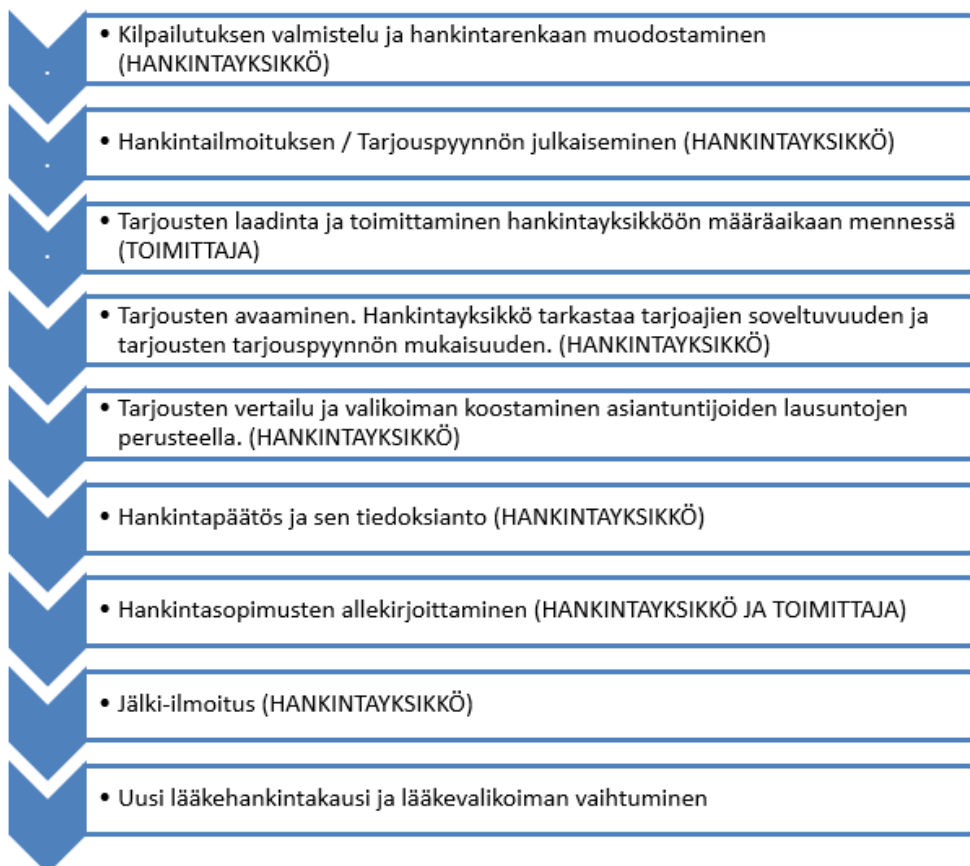 • Kilpailutuksen valmistelu ja hankintarenkaan muodostaminen
(HANKINTAYKSIKKÖ)
• Hankintailmoituksen / Tarjouspyynnön julkaiseminen (HANKINTAYKSIKKÖ)
• Tarjousten laadinta ja toimittaminen hankintayksikköön määräaikaan mennessä
(TOIMITTAJA)
• Tarjousten avaaminen. Hankintayksikkö tarkastaa tarjoajien soveltuvuuden ja
tarjousten tarjouspyynnön mukaisuuden. (HANKINTAYKSIKKÖ)
• Tarjousten vertailu ja valikoiman koostaminen asiantuntijoiden lausuntojen
perusteella. (HANKINTAYKSIKKÖ)
• Hankintapäätös ja sen tiedoksianto (HANKINTAYKSIKKÖ)
• Hankintasopimusten allekirjoittaminen (HANKINTAYKSIKKÖ JA TOIMITTAJA)
• Jälki-ilmoitus (HANKINTAYKSIKKÖ)
• Uusi lääkehankintakausi ja lääkevalikoiman vaihtuminen